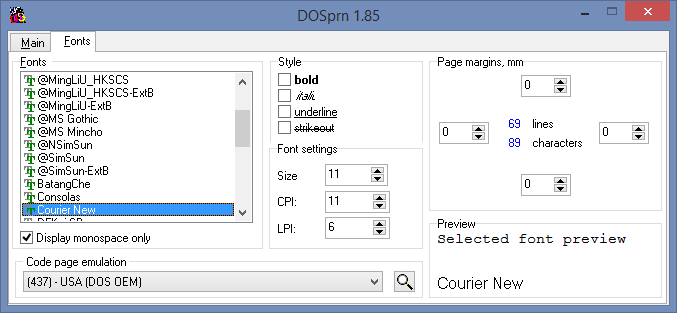 DOSprn 1.85
Main
Fonts
Fonts
@MingLiU_HKSCS
@MingLiU_HKSCS-ExtB
@MingLiU-ExtB
@MS Gothic
@MS Mincho
@NSimSun
@SimSun
@SimSun-ExtB
BatangChe
Consolas
Courier New
Display monospace only
Style
bold
italic
underline
strikeout
Font settings
Size 11
CPI: 11
LPI: 6
Page margins, mm
0
0 69 lines 0
89 characters
0
Code page emulation
(437) - USA (DOS OEM)
Preview
Selected font preview
Courier New